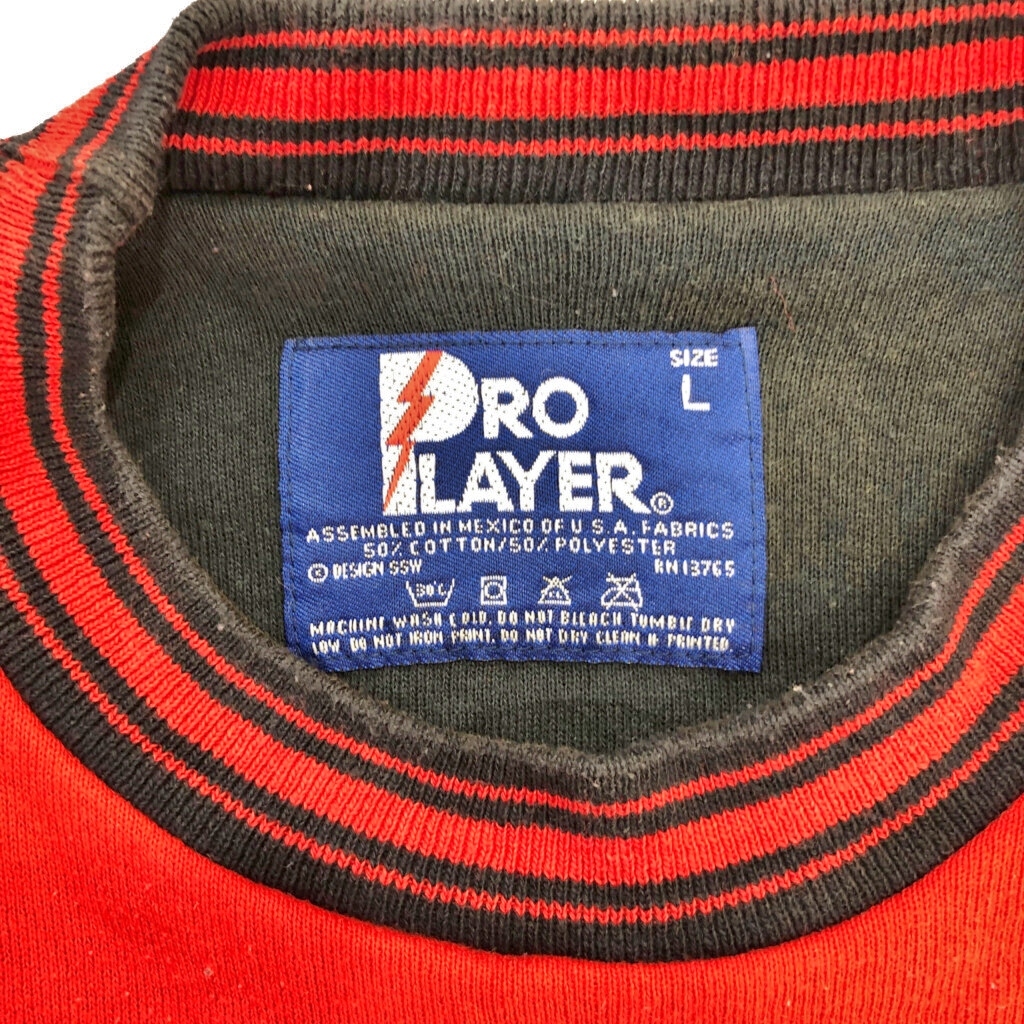 PRO
PLAYER®
SIZE
L
ASSEMBLED IN MEXICO OF U.S.A. FABRICS
50% COTTON/50% POLYESTER
© DESIGN SSW RN13765
30C
MACHINE WASH COLD, DO NOT BLEACH TUMBLE DRY
LOW DO NOT IRON PRINT, DO NOT DRY CLEAN IF PRINTED.